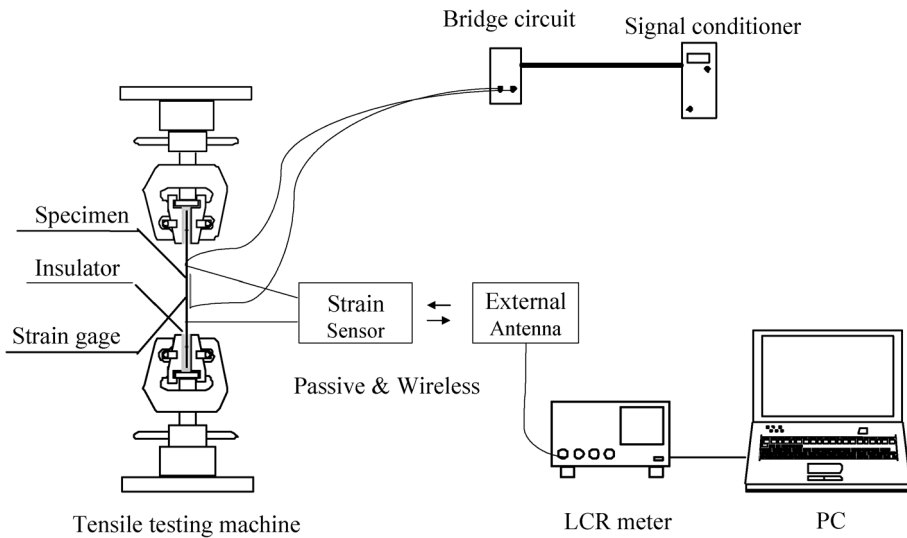 Bridge circuit
Signal conditioner
Specimen
Insulator
Strain gage
Strain
Sensor
External
Antenna
Passive & Wireless
Tensile testing machine
LCR meter
PC